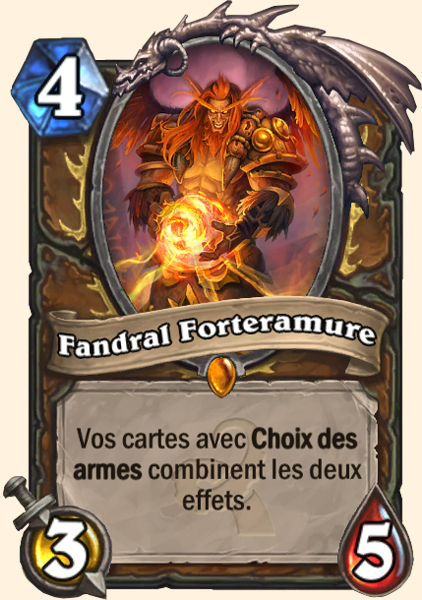 4
Fandral Forteramure
Vos cartes avec Choix des
armes combinent les deux
effets.
3
5